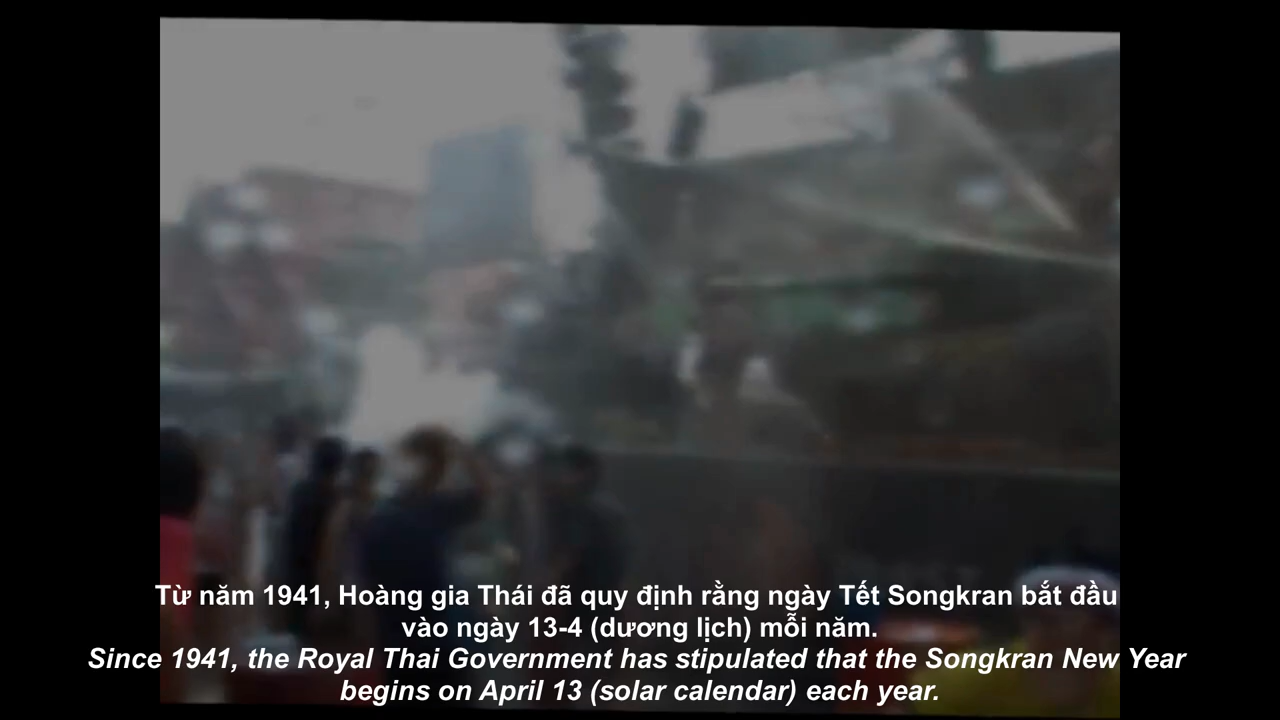 Từ năm 1941, Hoàng gia Thái đã quy định rằng ngày Tết Songkran bắt đầu
vào ngày 13-4 (dương lịch) mỗi năm.
Since 1941, the Royal Thai Government has stipulated that the Songkran New Year
begins on April 13 (solar calendar) each year.